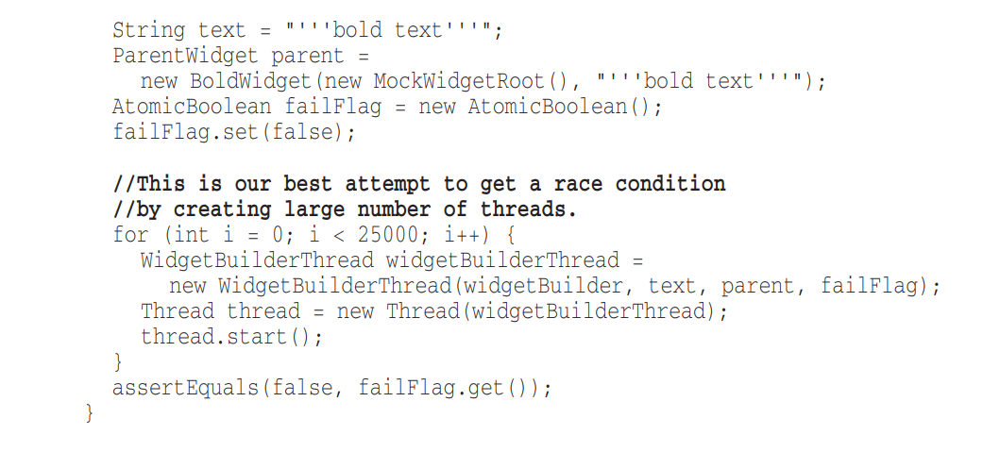 String text = "'''bold text'''";
ParentWidget parent =
new BoldWidget(new MockWidgetRoot(), "'''bold text'''");
AtomicBoolean failFlag = new AtomicBoolean();
failFlag.set(false);
//This is our best attempt to get a race condition
//by creating large number of threads.
for (int i = 0; i < 25000; i++) {
WidgetBuilderThread widgetBuilderThread =
new WidgetBuilderThread(widgetBuilder, text, parent, failFlag);
Thread thread = new Thread(widgetBuilderThread);
thread.start();
}
assertEquals(false, failFlag.get());
}